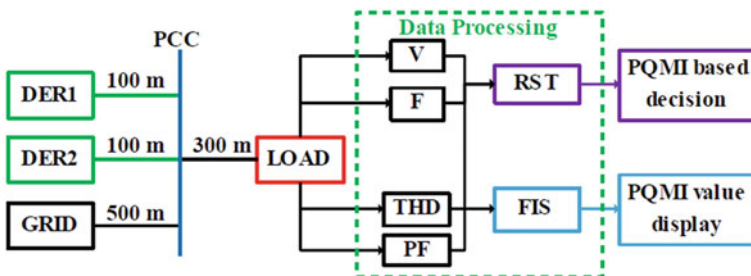 Data Processing
PCC
V
DER1
100 m
F
RST
PQMI based
decision
DER2
100 m
300 m
LOAD
GRID
500 m
THD
PF
FIS
PQMI value
display